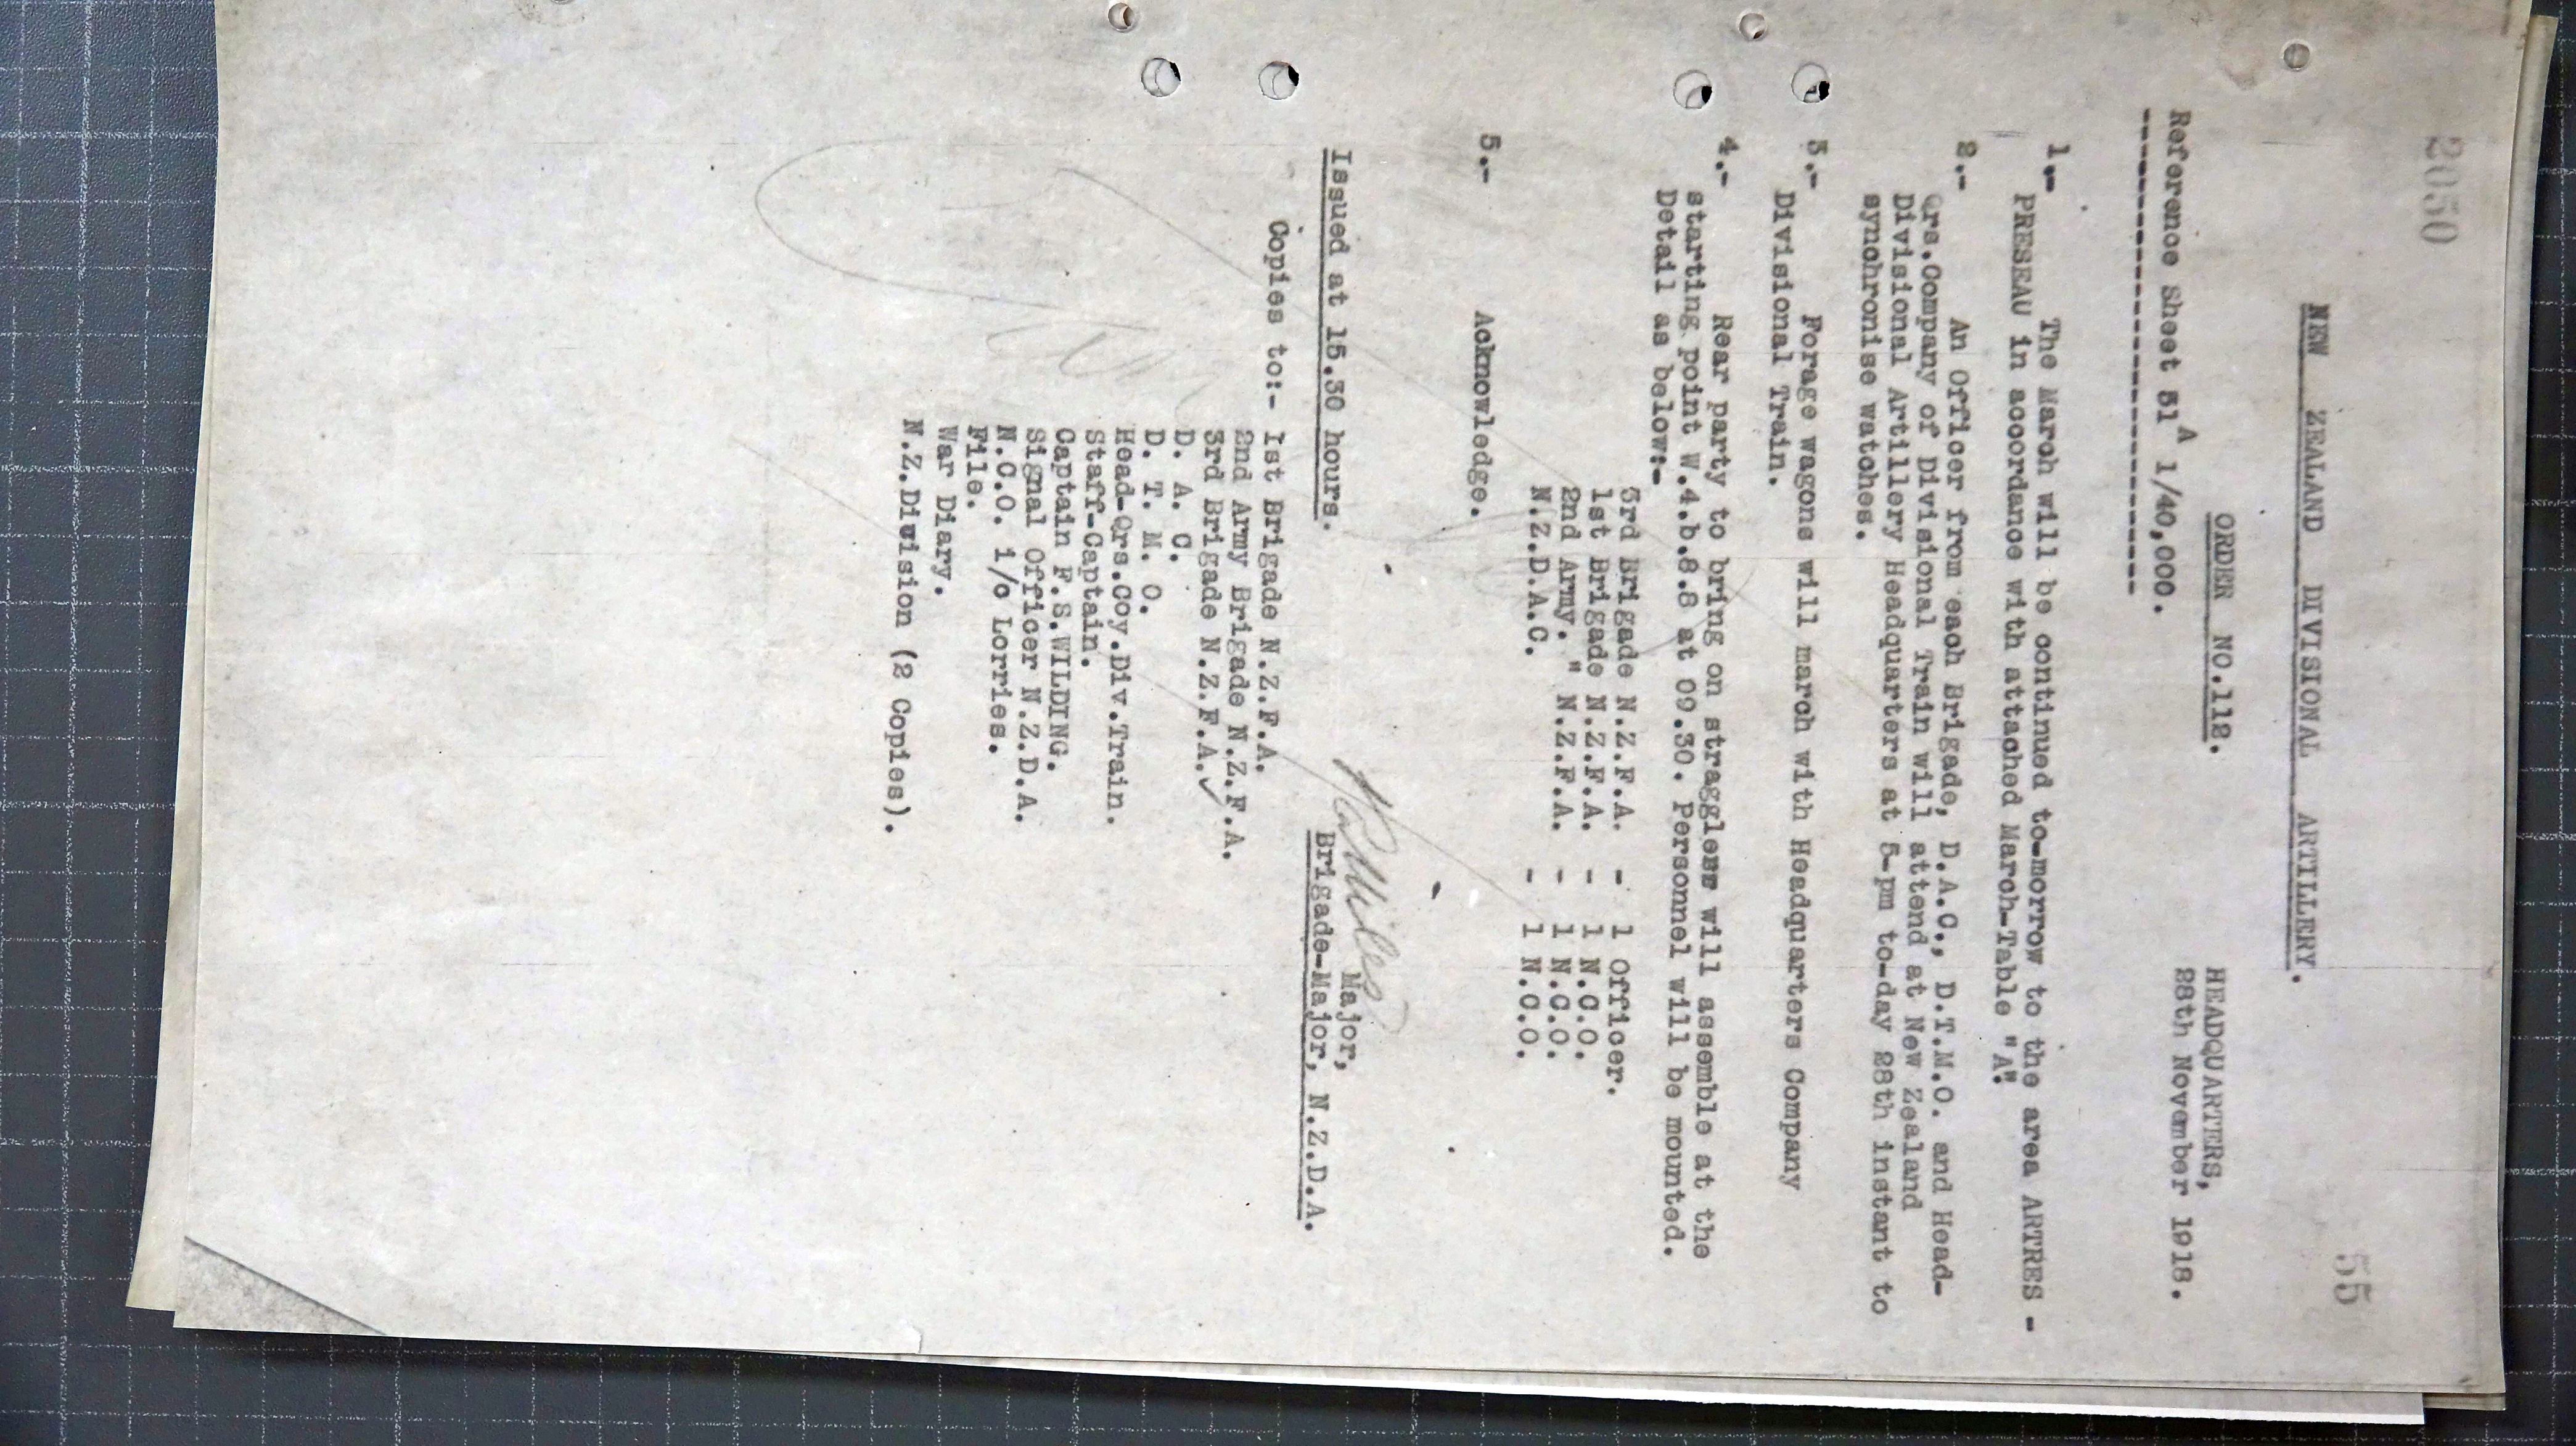 2050
55
NEW ZEALAND DIVISIONAL ARTILLERY.
ORDER NO.112.
HEADQUARTERS,
28th November 1918.
Reference Sheet 51A 1/40,000.
1.- The March will be continued to-morrow to the area ARTRES -
PRESEAU in accordance with attached March-Table "A".
2.- An Officer from each Brigade, D.A.C., D.T.M.O. and Head-
Qrs.Company of Divisional Train will attend at New Zealand
Divisional Artillery Headquarters at 5-pm to-day 28th instant to
synchronise watches.
3.- Forage wagons will march with Headquarters Company
Divisional Train.
4.- Rear party to bring on stragglers will assemble at the
starting point W.4.b.8.8 at 09.30. Personnel will be mounted.
Detail as below:-
3rd Brigade N.Z.F.A. - 1 Officer.
1st Brigade N.Z.F.A. - 1 N.C.O.
2nd Army. " N.Z.F.A. - 1 N.C.O.
N.Z.D.A.C. - 1 N.C.O.
5.- Acknowledge.
Major,
Brigade-Major, N.Z.D.A.
Issued at 15.30 hours.
Copies to:- 1st Brigade N.Z.F.A.
2nd Army Brigade N.Z.F.A.
3rd Brigade N.Z.F.A. ✓
D. A. C.
D. T. M. O.
Head-Qrs.Coy.Div.Train.
Staff-Captain.
Captain F.S.WILDING.
Signal Officer N.Z.D.A.
N.C.O. i/c Lorries.
File.
War Diary.
N.Z.Division (2 Copies).